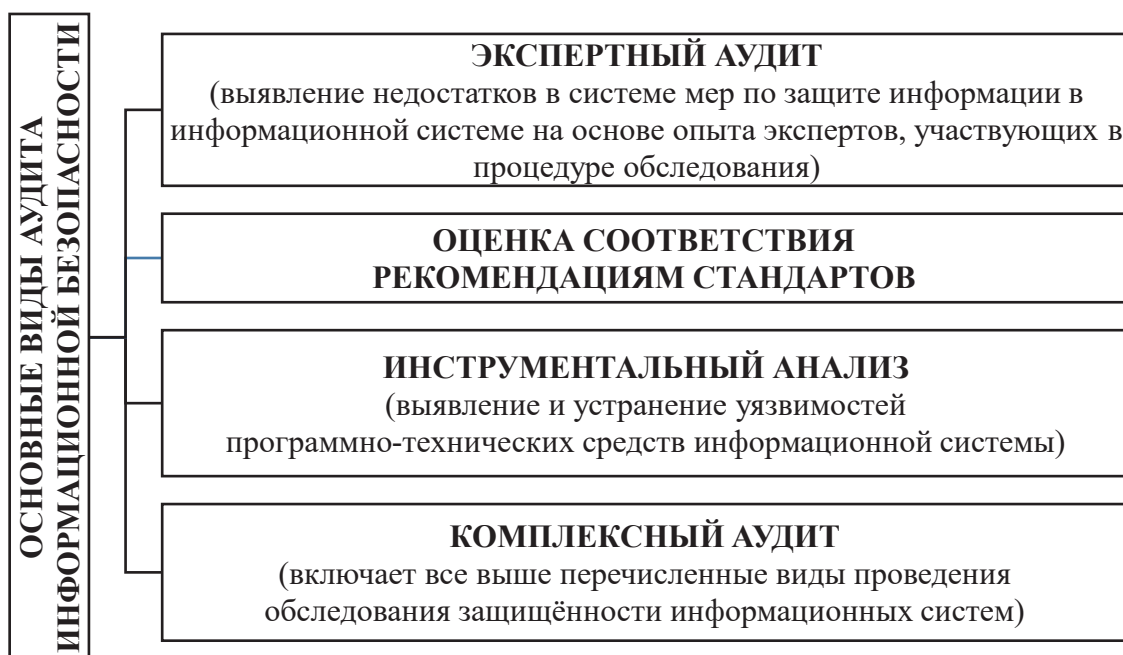 ОСНОВНЫЕ ВИДЫ АУДИТА
ИНФОРМАЦИОННОЙ БЕЗОПАСНОСТИ
ЭКСПЕРТНЫЙ АУДИТ
(выявление недостатков в системе мер по защите информации в
информационной системе на основе опыта экспертов, участвующих в
процедуре обследования)
ОЦЕНКА СООТВЕТСТВИЯ
РЕКОМЕНДАЦИЯМ СТАНДАРТОВ
ИНСТРУМЕНТАЛЬНЫЙ АНАЛИЗ
(выявление и устранение уязвимостей
программно-технических средств информационной системы)
КОМПЛЕКСНЫЙ АУДИТ
(включает все выше перечисленные виды проведения
обследования защищённости информационных систем)